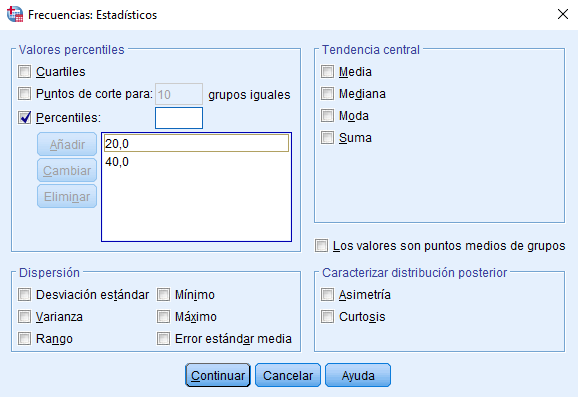 Frecuencias: Estadísticos
Valores percentiles
Cuartiles
Puntos de corte para: 10 grupos iguales
Percentiles:
Añadir
Cambiar
Eliminar
20,0
40,0
Tendencia central
Media
Mediana
Moda
Suma
Los valores son puntos medios de grupos
Dispersión
Desviación estándar Mínimo
Varianza Máximo
Rango Error estándar media
Caracterizar distribución posterior
Asimetría
Curtosis
Continuar Cancelar Ayuda